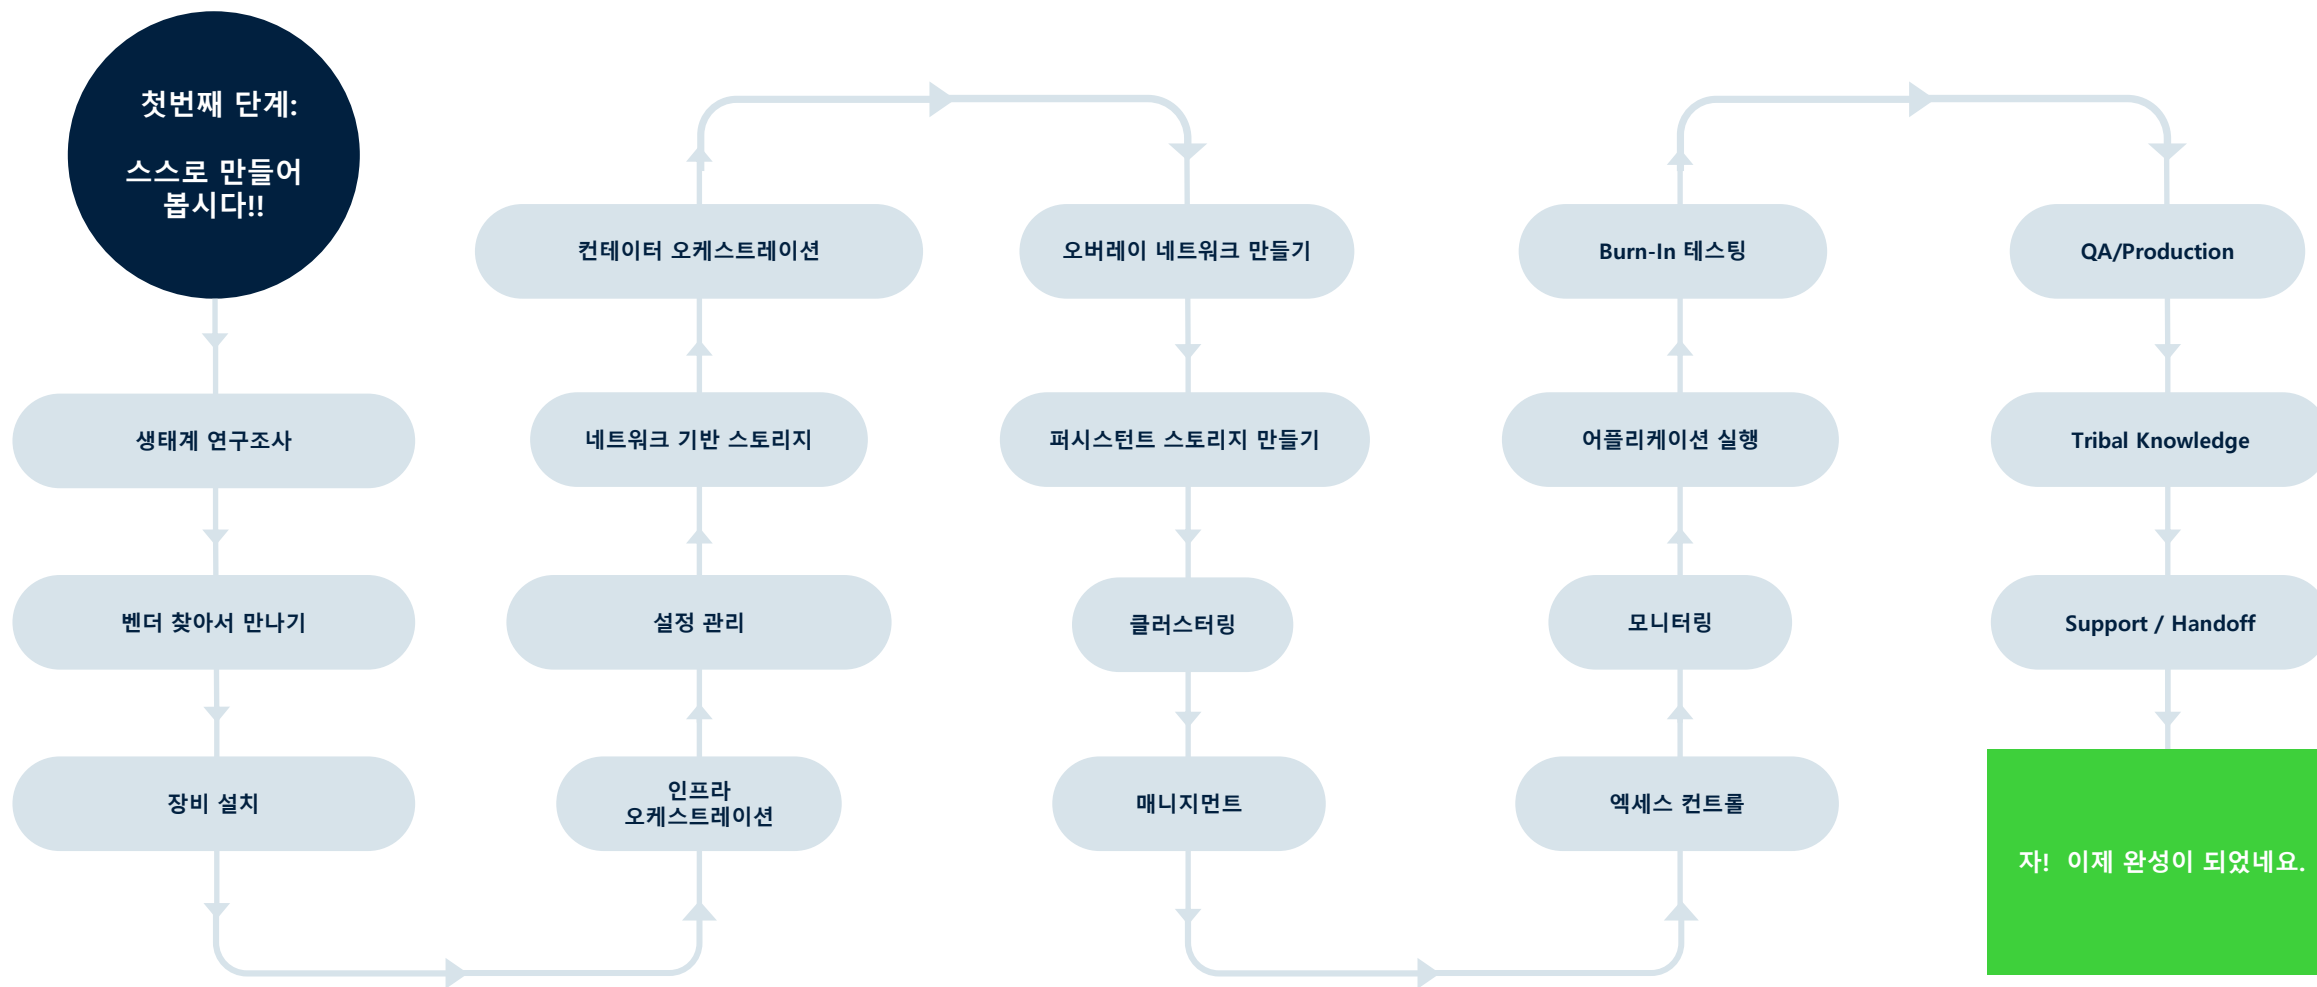 첫번째 단계:
스스로 만들어
봅시다!!
생태계 연구조사
벤더 찾아서 만나기
장비 설치
인프라
오케스트레이션
설정 관리
네트워크 기반 스토리지
컨테이터 오케스트레이션
오버레이 네트워크 만들기
퍼시스턴트 스토리지 만들기
클러스터링
매니지먼트
엑세스 컨트롤
모니터링
어플리케이션 실행
Burn-In 테스팅
QA/Production
Tribal Knowledge
Support / Handoff
자! 이제 완성이 되었네요.